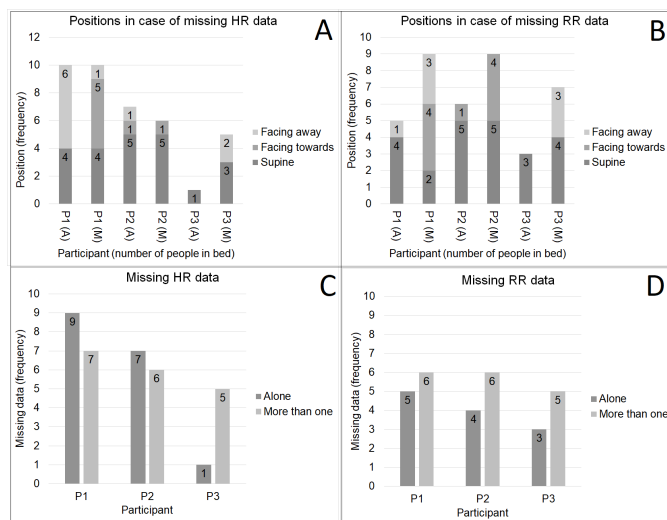 Positions in case of missing HR data
A
12
10
8
6
4
2
0
Position (frequency)
6
4
1
5
4
1
1
5
1
5
1
2
3
P1 (A)
P1 (M)
P2 (A)
P2 (M)
P3 (A)
P3 (M)
Participant (number of people in bed)
Facing away
Facing towards
Supine
Positions in case of missing RR data
B
10
9
8
7
6
5
4
3
2
1
0
Position (frequency)
1
4
3
4
2
1
5
4
5
3
3
4
P1 (A)
P1 (M)
P2 (A)
P2 (M)
P3 (A)
P3 (M)
Participant (number of people in bed)
Facing away
Facing towards
Supine
Missing HR data
C
10
9
8
7
6
5
4
3
2
1
0
Missing data (frequency)
9
7
7
6
1
5
P1
P2
P3
Participant
Alone
More than one
Missing RR data
D
10
9
8
7
6
5
4
3
2
1
0
Missing data (frequency)
5
6
4
6
3
5
P1
P2
P3
Participant
Alone
More than one